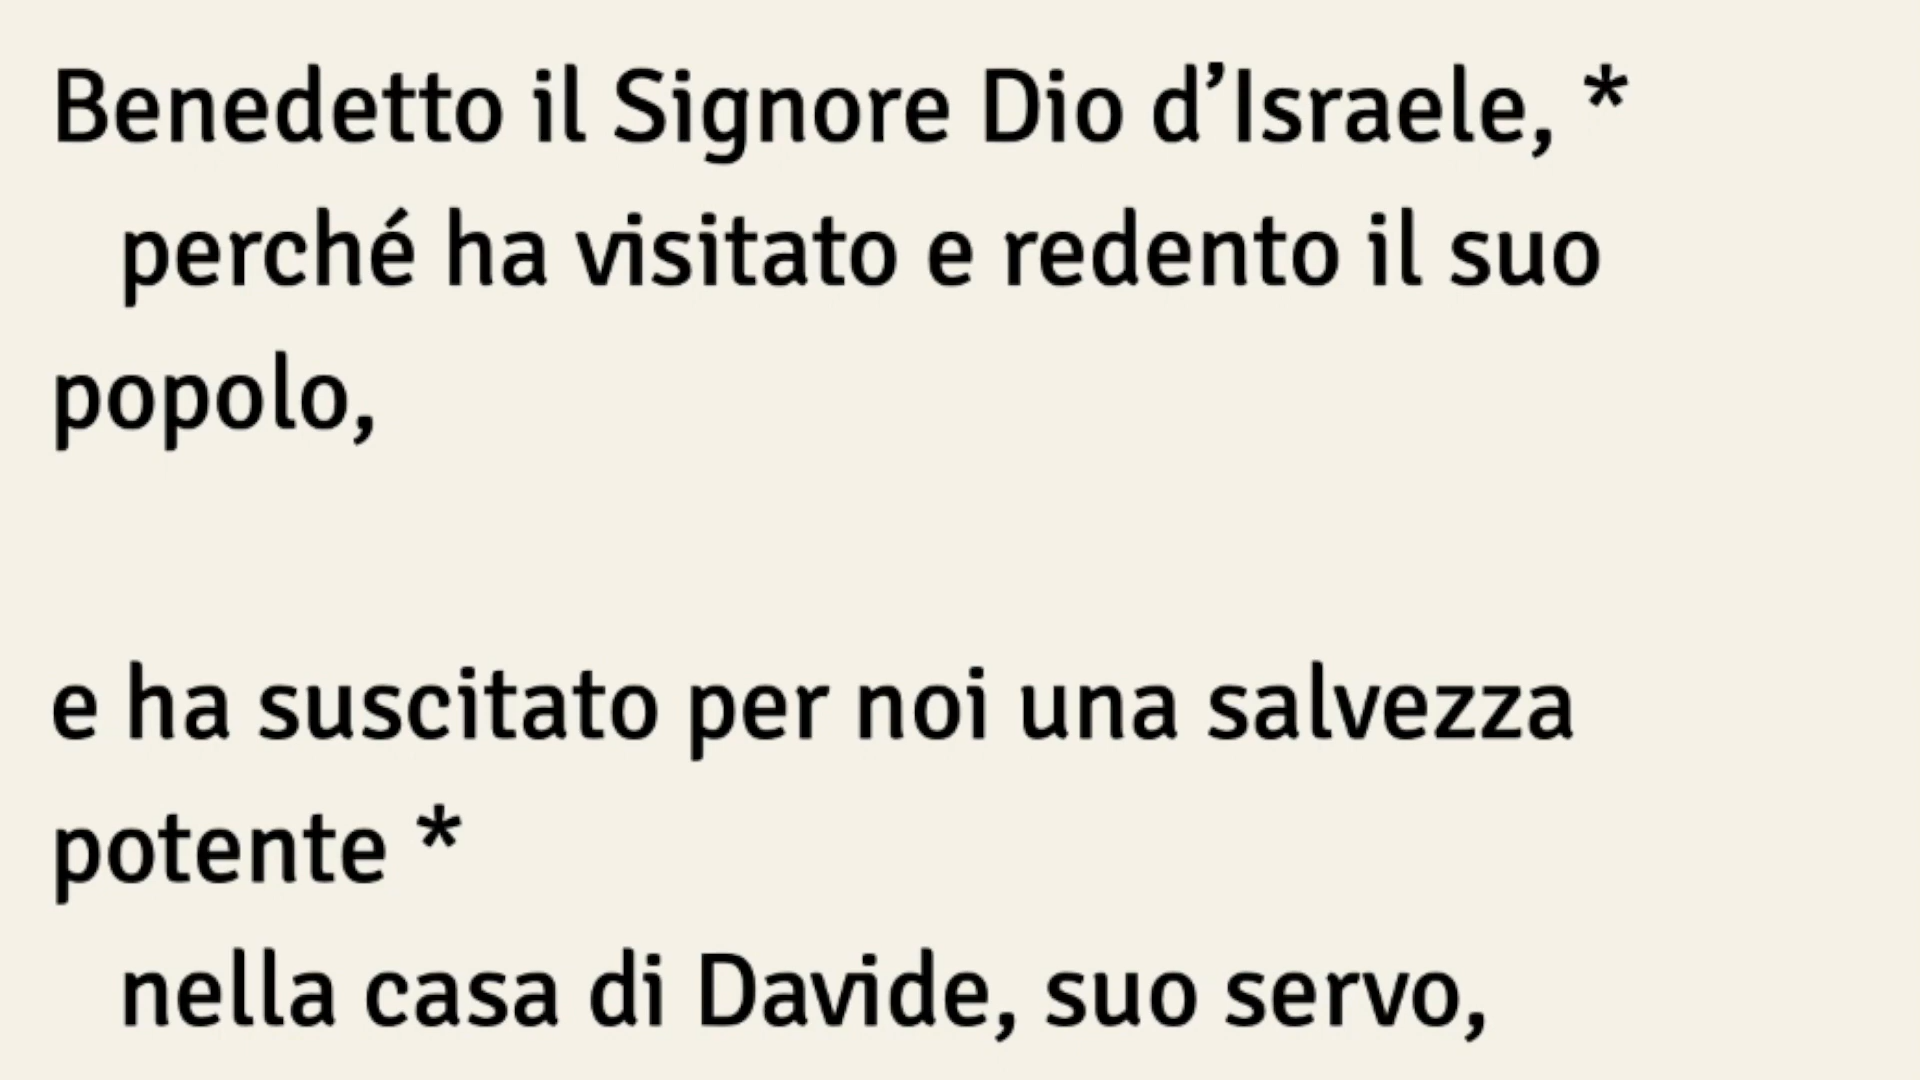 Benedetto il Signore Dio d’Israele, *
perché ha visitato e redento il suo
popolo,
e ha suscitato per noi una salvezza
potente *
nella casa di Davide, suo servo,